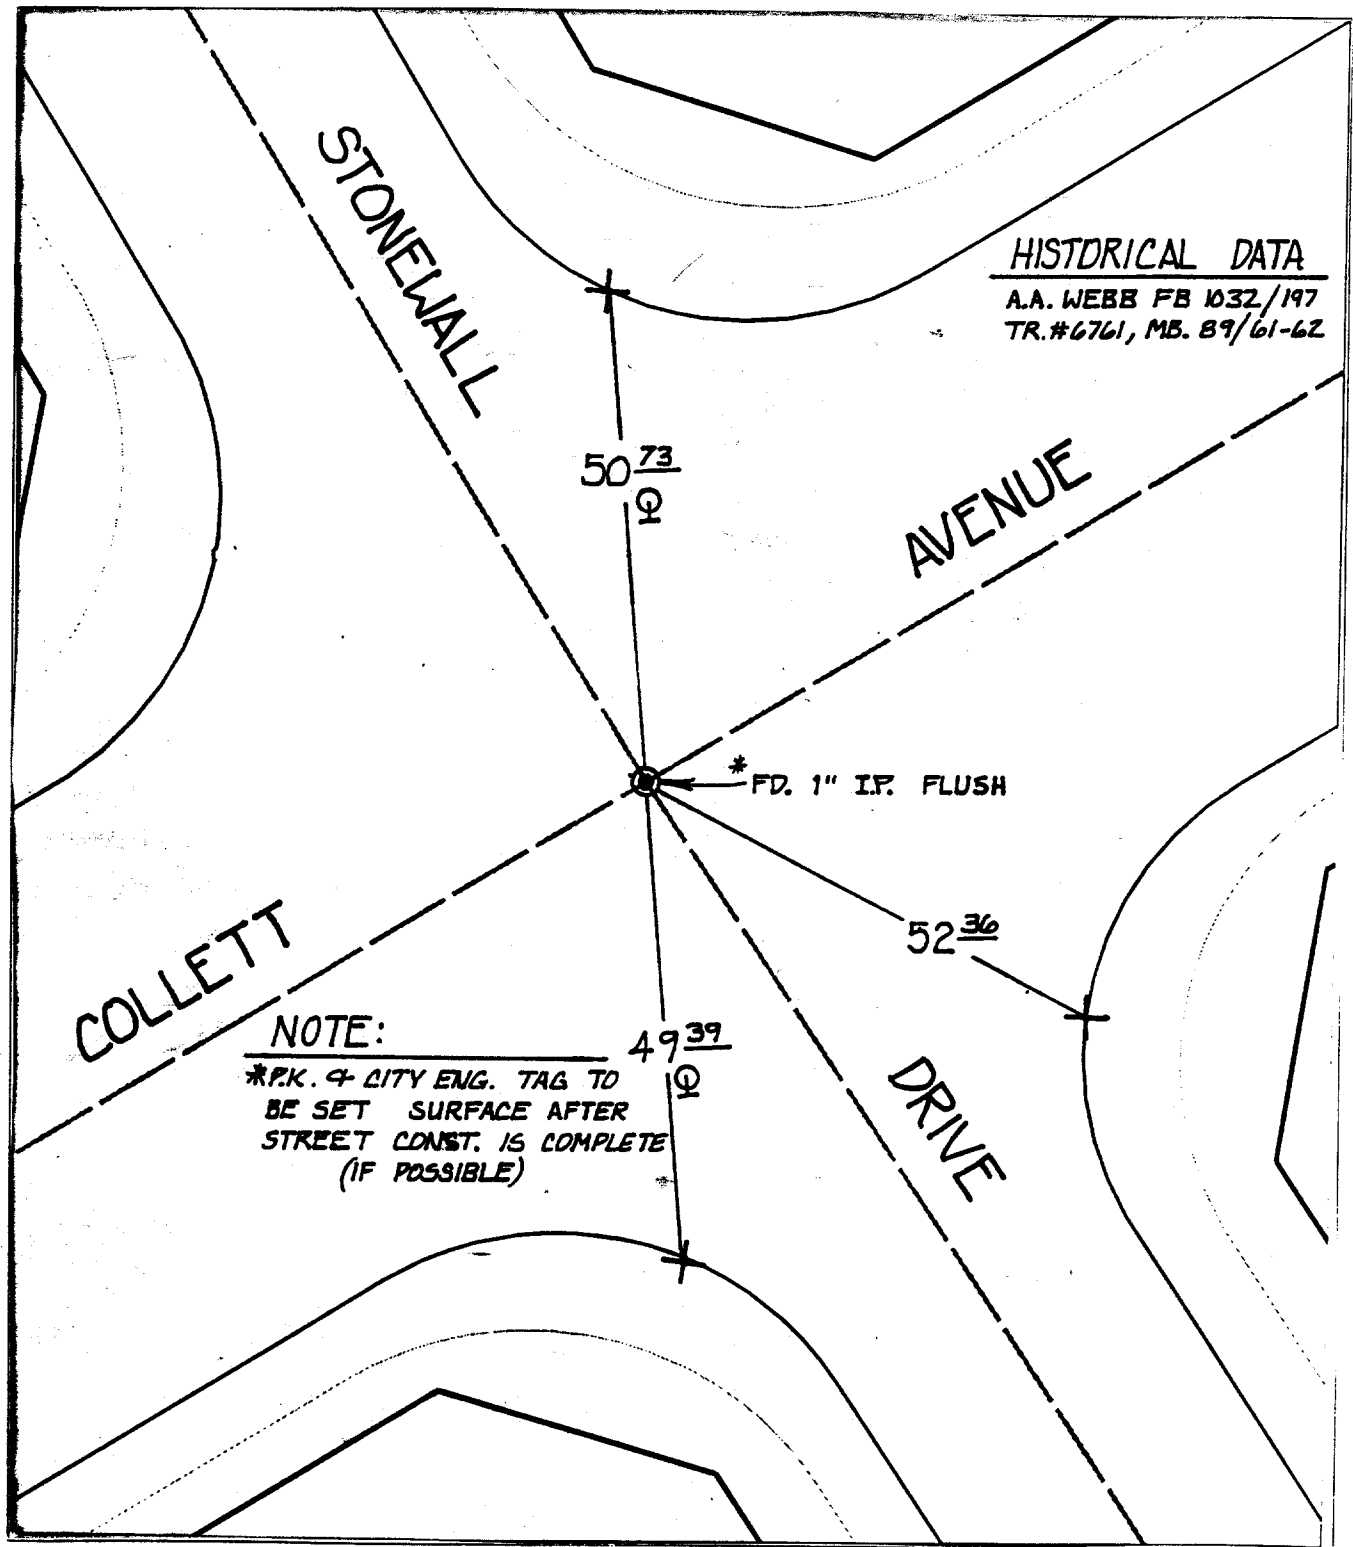 STONEWALL
HISTORICAL DATA
A.A. WEBB FB 1032/197
TR.#6761, MB. 89/61-62
50 73
AVENUE
* FD. 1" I.P. FLUSH
COLLETT
52 36
NOTE:
49 39
*P.K. & CITY ENG. TAG TO
BE SET SURFACE AFTER
STREET CONST. IS COMPLETE
(IF POSSIBLE)
DRIVE